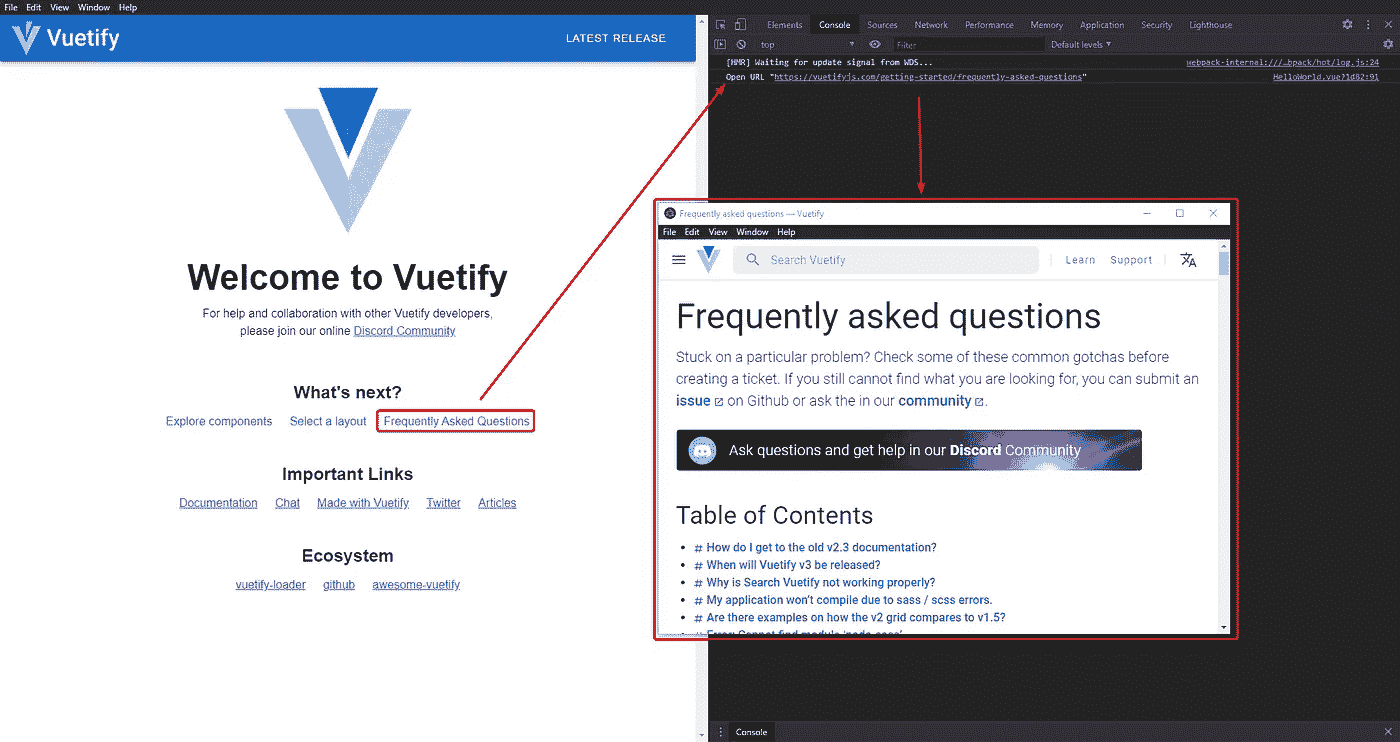 File Edit View Window Help
Vuetify
LATEST RELEASE
Welcome to Vuetify
For help and collaboration with other Vuetify developers,
please join our online Discord Community
What's next?
Explore components Select a layout Frequently Asked Questions
Important Links
Documentation Chat Made with Vuetify Twitter Articles
Ecosystem
vuetify-loader github awesome-vuetify
Elements Console Sources Network Performance Memory Application Security Lighthouse
top Filter Default levels
[HMR] Waiting for update signal from WDS... webpack-internal:///…bpack/hot/log.js:24
Open URL "https://vuetifyjs.com/getting-started/frequently-asked-questions" HelloWorld.vue?1d82:91
Frequently asked questions — Vuetify
File Edit View Window Help
Search Vuetify Learn Support
Frequently asked questions
Stuck on a particular problem? Check some of these common gotchas before
creating a ticket. If you still cannot find what you are looking for, you can submit an
issue on Github or ask the in our community .
Ask questions and get help in our Discord Community
Table of Contents
# How do I get to the old v2.3 documentation?
# When will Vuetify v3 be released?
# Why is Search Vuetify not working properly?
# My application won't compile due to sass / scss errors.
# Are there examples on how the v2 grid compares to v1.5?
# Error: Cannot find module 'node-sass'
Console